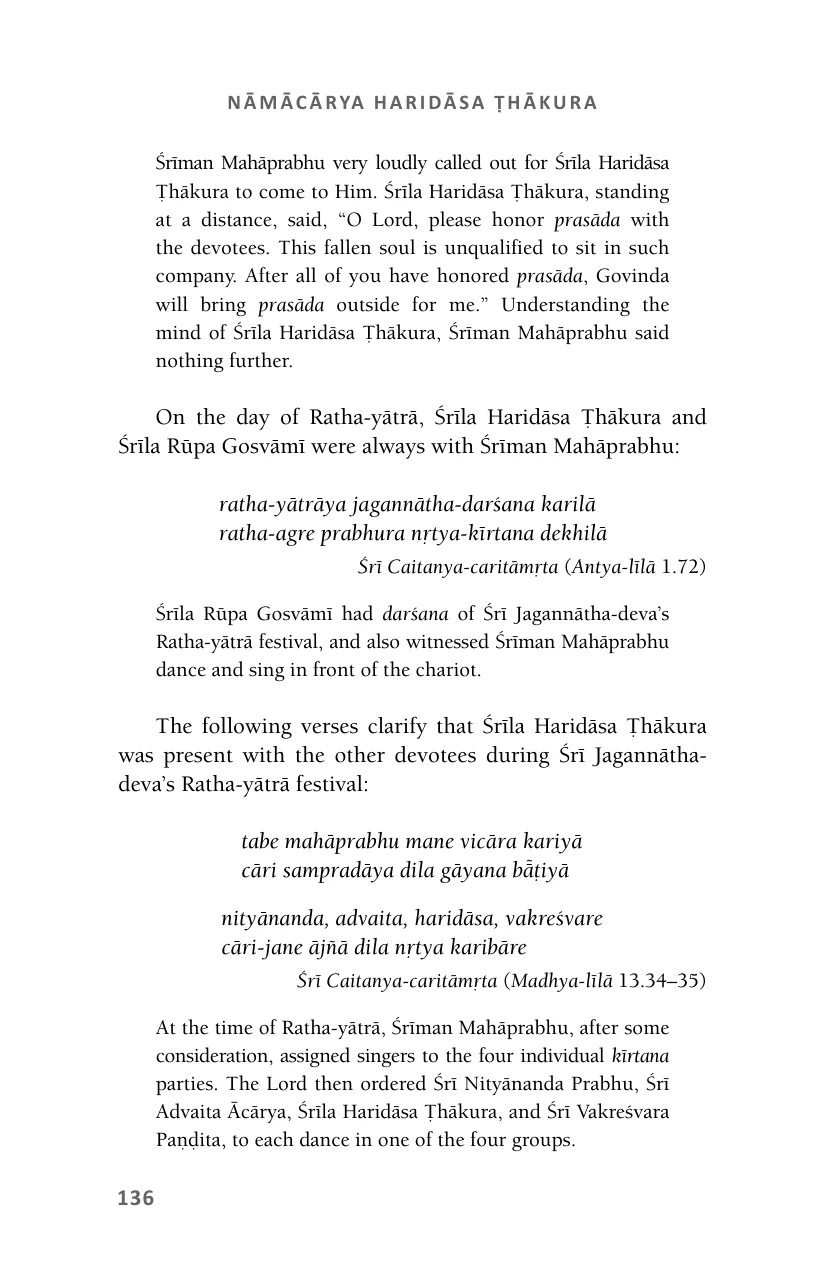 NĀMĀCĀRYA HARIDĀSA ṬHĀKURA
Śrīman Mahāprabhu very loudly called out for Śrīla Haridāsa
Ṭhākura to come to Him. Śrīla Haridāsa Ṭhākura, standing
at a distance, said, “O Lord, please honor prasāda with
the devotees. This fallen soul is unqualified to sit in such
company. After all of you have honored prasāda, Govinda
will bring prasāda outside for me.” Understanding the
mind of Śrīla Haridāsa Ṭhākura, Śrīman Mahāprabhu said
nothing further.
On the day of Ratha-yātrā, Śrīla Haridāsa Ṭhākura and
Śrīla Rūpa Gosvāmī were always with Śrīman Mahāprabhu:
ratha-yātrāya jagannātha-darśana karilā
ratha-agre prabhura nṛtya-kīrtana dekhilā
Śrī Caitanya-caritāmṛta (Antya-līlā 1.72)
Śrīla Rūpa Gosvāmī had darśana of Śrī Jagannātha-deva’s
Ratha-yātrā festival, and also witnessed Śrīman Mahāprabhu
dance and sing in front of the chariot.
The following verses clarify that Śrīla Haridāsa Ṭhākura
was present with the other devotees during Śrī Jagannātha-
deva’s Ratha-yātrā festival:
tabe mahāprabhu mane vicāra kariyā
cāri sampradāya dila gāyana bā̃ṭiyā
nityānanda, advaita, haridāsa, vakreśvare
cāri-jane ājñā dila nṛtya karibāre
Śrī Caitanya-caritāmṛta (Madhya-līlā 13.34–35)
At the time of Ratha-yātrā, Śrīman Mahāprabhu, after some
consideration, assigned singers to the four individual kīrtana
parties. The Lord then ordered Śrī Nityānanda Prabhu, Śrī
Advaita Ācārya, Śrīla Haridāsa Ṭhākura, and Śrī Vakreśvara
Paṇḍita, to each dance in one of the four groups.
136